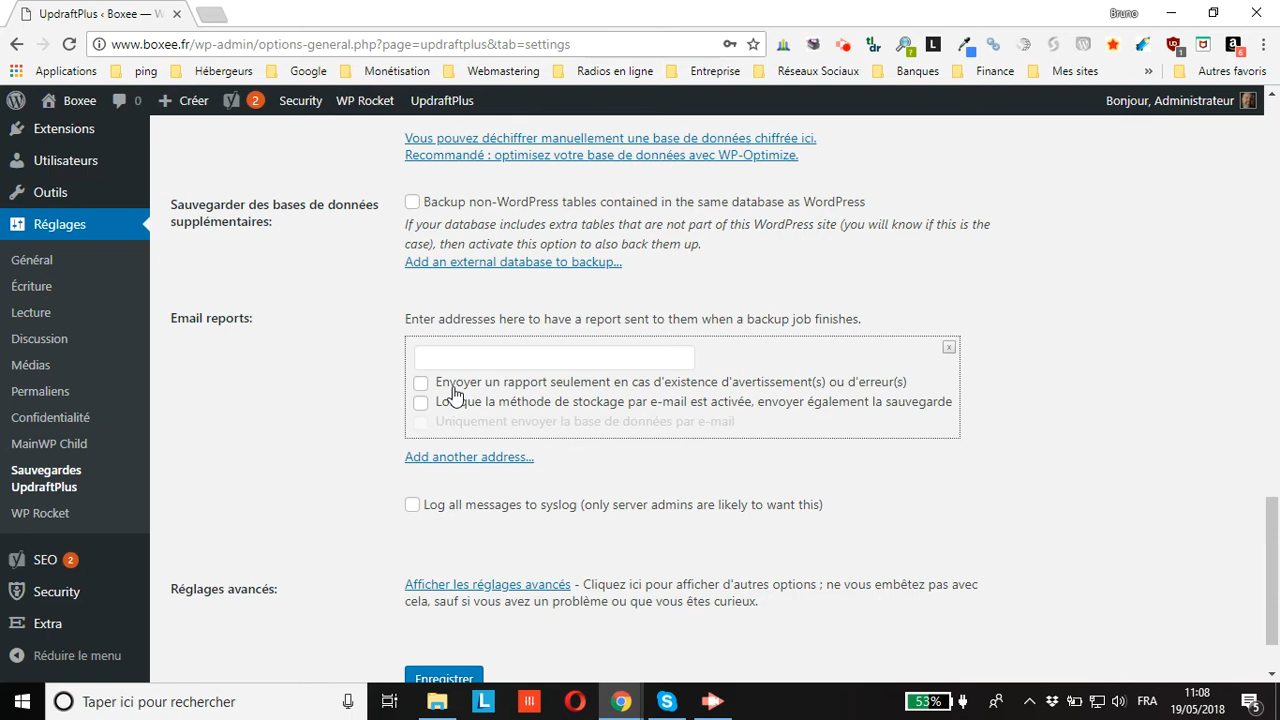 UpdraftPlus ‹ Boxee — W
Bruno
www.boxee.fr/wp-admin/options-general.php?page=updraftplus&tab=settings
Applications
ping
Hébergeurs
Google
Monétisation
Webmastering
Radios en ligne
Entreprise
Réseaux Sociaux
Banques
Finance
Mes sites
»
Autres favoris
Boxee
0
Créer
2
Security
WP Rocket
UpdraftPlus
Bonjour, Administrateur
Extensions
Utilisateurs
Outils
Réglages
Général
Écriture
Lecture
Discussion
Médias
Permaliens
Confidentialité
MainWP Child
Sauvegardes
UpdraftPlus
WP Rocket
SEO 2
Security
Extra
Réduire le menu
Vous pouvez déchiffrer manuellement une base de données chiffrée ici.
Recommandé : optimisez votre base de données avec WP-Optimize.
Sauvegarder des bases de données
supplémentaires:
Backup non-WordPress tables contained in the same database as WordPress
If your database includes extra tables that are not part of this WordPress site (you will know if this is the
case), then activate this option to also back them up.
Add an external database to backup...
Email reports:
Enter addresses here to have a report sent to them when a backup job finishes.
x
Envoyer un rapport seulement en cas d'existence d'avertissement(s) ou d'erreur(s)
Lorsque la méthode de stockage par e-mail est activée, envoyer également la sauvegarde
Uniquement envoyer la base de données par e-mail
Add another address...
Log all messages to syslog (only server admins are likely to want this)
Réglages avancés:
Afficher les réglages avancés - Cliquez ici pour afficher d'autres options ; ne vous embêtez pas avec
cela, sauf si vous avez un problème ou que vous êtes curieux.
Enregistrer
Taper ici pour rechercher
53%
FRA
11:08
19/05/2018
5